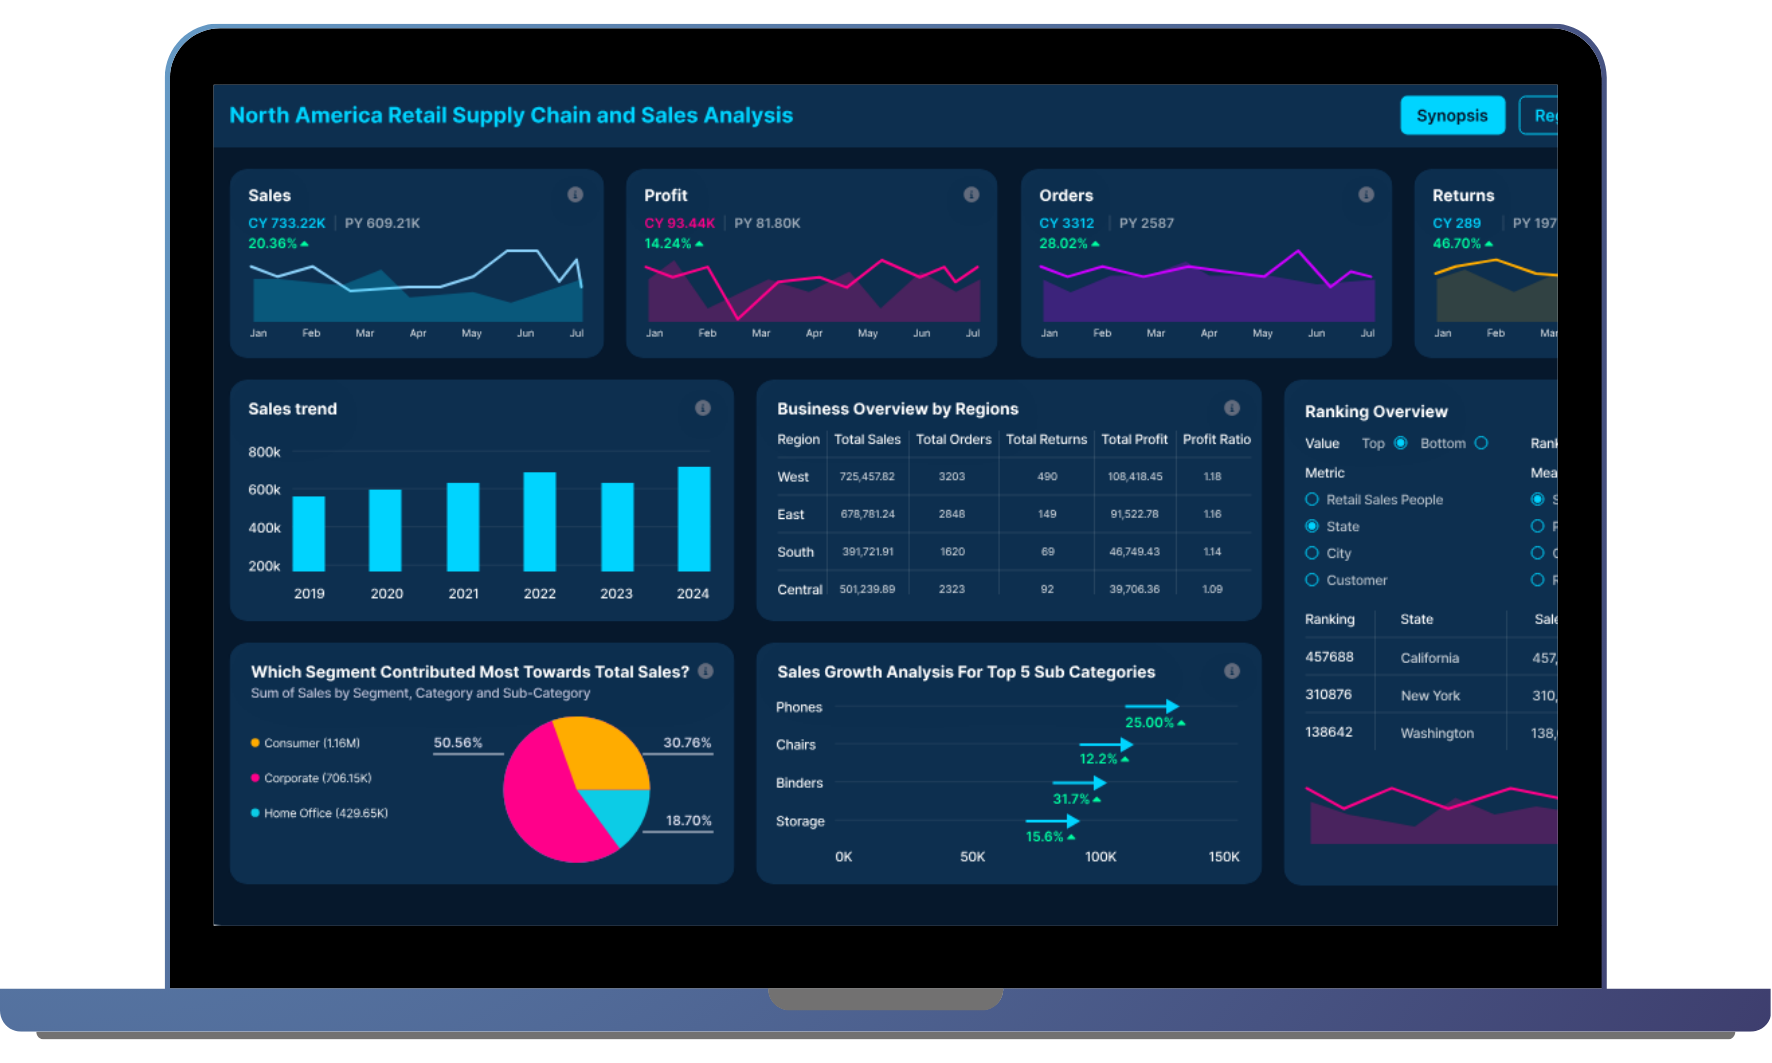 North America Retail Supply Chain and Sales Analysis
Synopsis
Sales
CY 733.22K | PY 609.21K
20.36%
Jan Feb Mar Apr May Jun Jul
Profit
CY 93.44K | PY 81.80K
14.24%
Jan Feb Mar Apr May Jun Jul
Orders
CY 3312 | PY 2587
28.02%
Jan Feb Mar Apr May Jun Jul
Returns
CY 289 | PY 197
46.70%
Jan Feb Mar
Sales trend
800k
600k
400k
200k
2019 2020 2021 2022 2023 2024
Business Overview by Regions
Region Total Sales Total Orders Total Returns Total Profit Profit Ratio
West 725,457.82 3203 490 108,418.45 1.18
East 678,781.24 2848 149 91,522.78 1.16
South 391,721.91 1620 69 46,749.43 1.14
Central 501,239.89 2323 92 39,706.36 1.09
Ranking Overview
Value Top Bottom
Metric
Retail Sales People
State
City
Customer
Ranking State
457688 California 457,
310876 New York 310,
138642 Washington 138,
Which Segment Contributed Most Towards Total Sales?
Sum of Sales by Segment, Category and Sub-Category
Consumer (1.16M)
Corporate (706.15K)
Home Office (429.65K)
50.56%
30.76%
18.70%
Sales Growth Analysis For Top 5 Sub Categories
Phones
25.00%
Chairs
12.2%
Binders
31.7%
Storage
15.6%
0K 50K 100K 150K